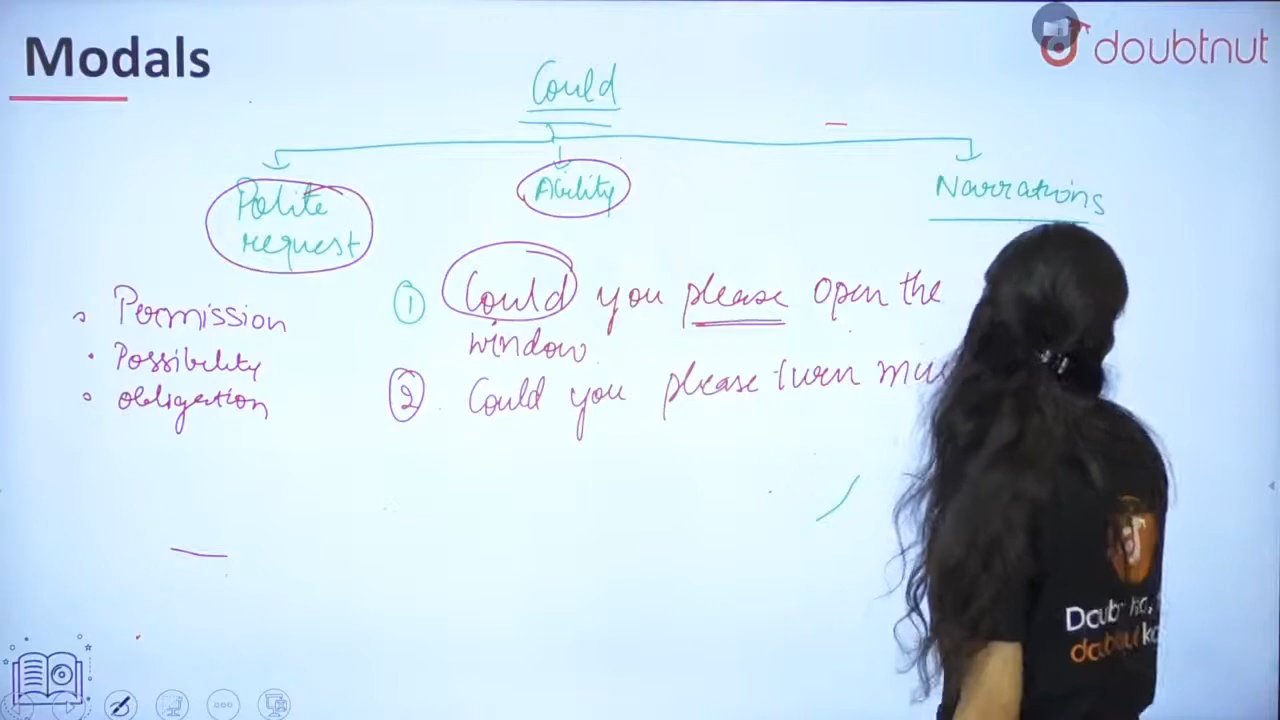 Modals
doubtnut
Could
Polite
request
Ability
Narrations
Permission
Possibility
obligation
① Could you please open the
window.
② Could you please turn